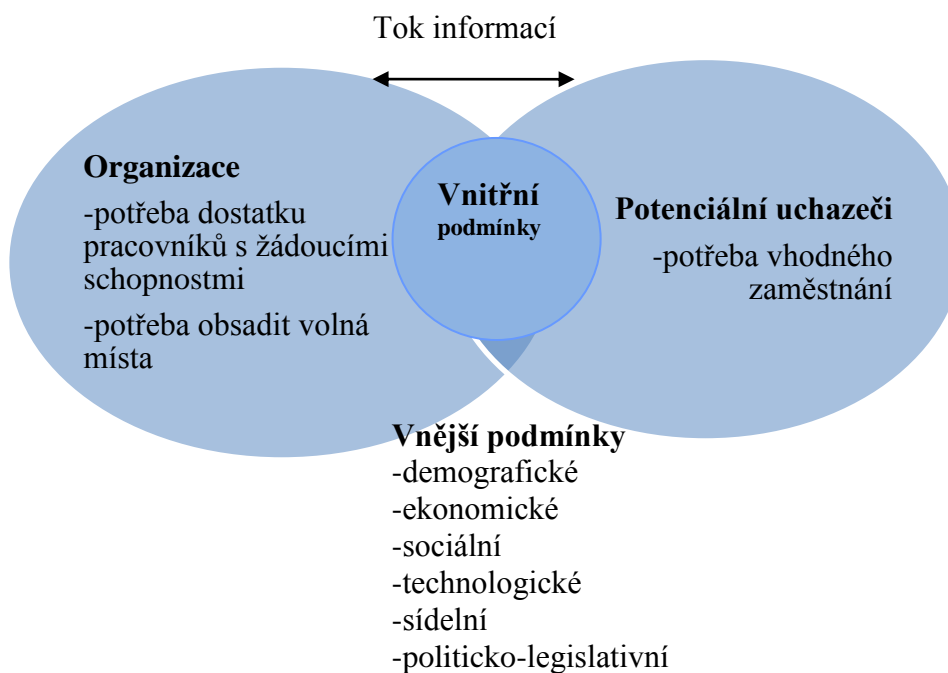 Tok informací
Organizace
-potřeba dostatku
pracovníků s žádoucími
schopnostmi
-potřeba obsadit volná
místa
Vnitřní
podmínky
Potenciální uchazeči
-potřeba vhodného
zaměstnání
Vnější podmínky
-demografické
-ekonomické
-sociální
-technologické
-sídelní
-politicko-legislativní